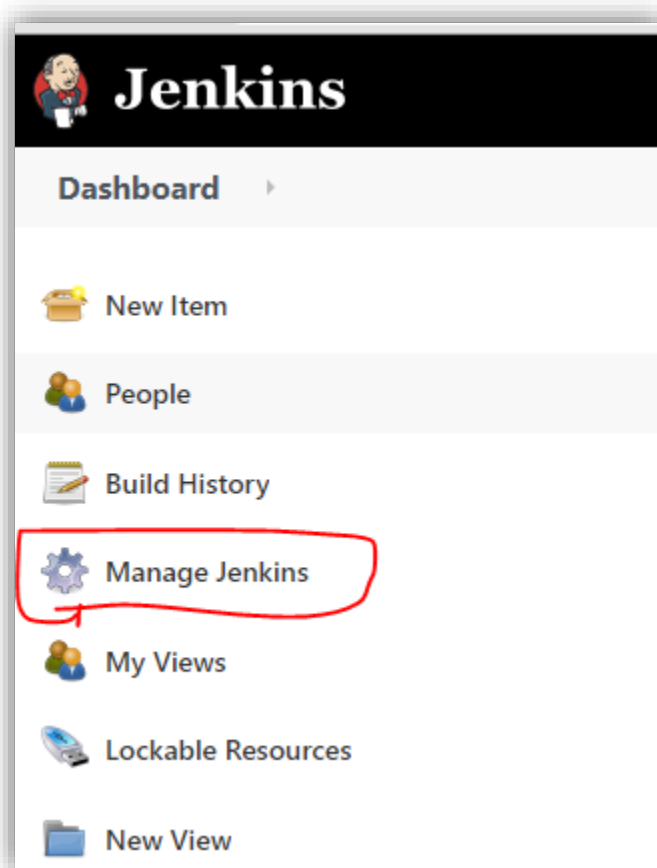 Jenkins
Dashboard
New Item
People
Build History
Manage Jenkins
My Views
Lockable Resources
New View